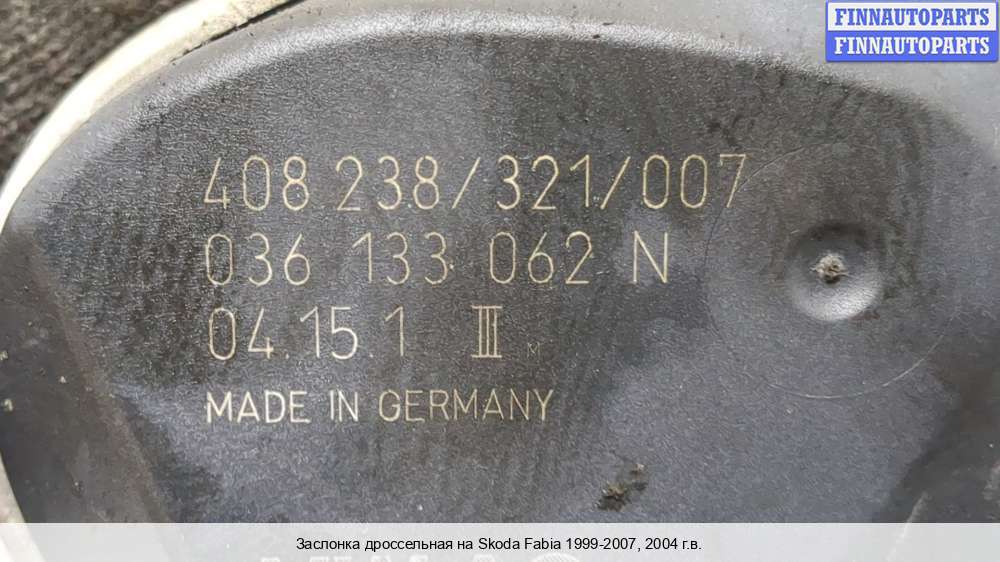 FINNAUTOPARTS
FINNAUTOPARTS
408 238/321/007
036 133 062 N
04.15.1 III M
MADE IN GERMANY
Заслонка дроссельная на Skoda Fabia 1999-2007, 2004 г.в.